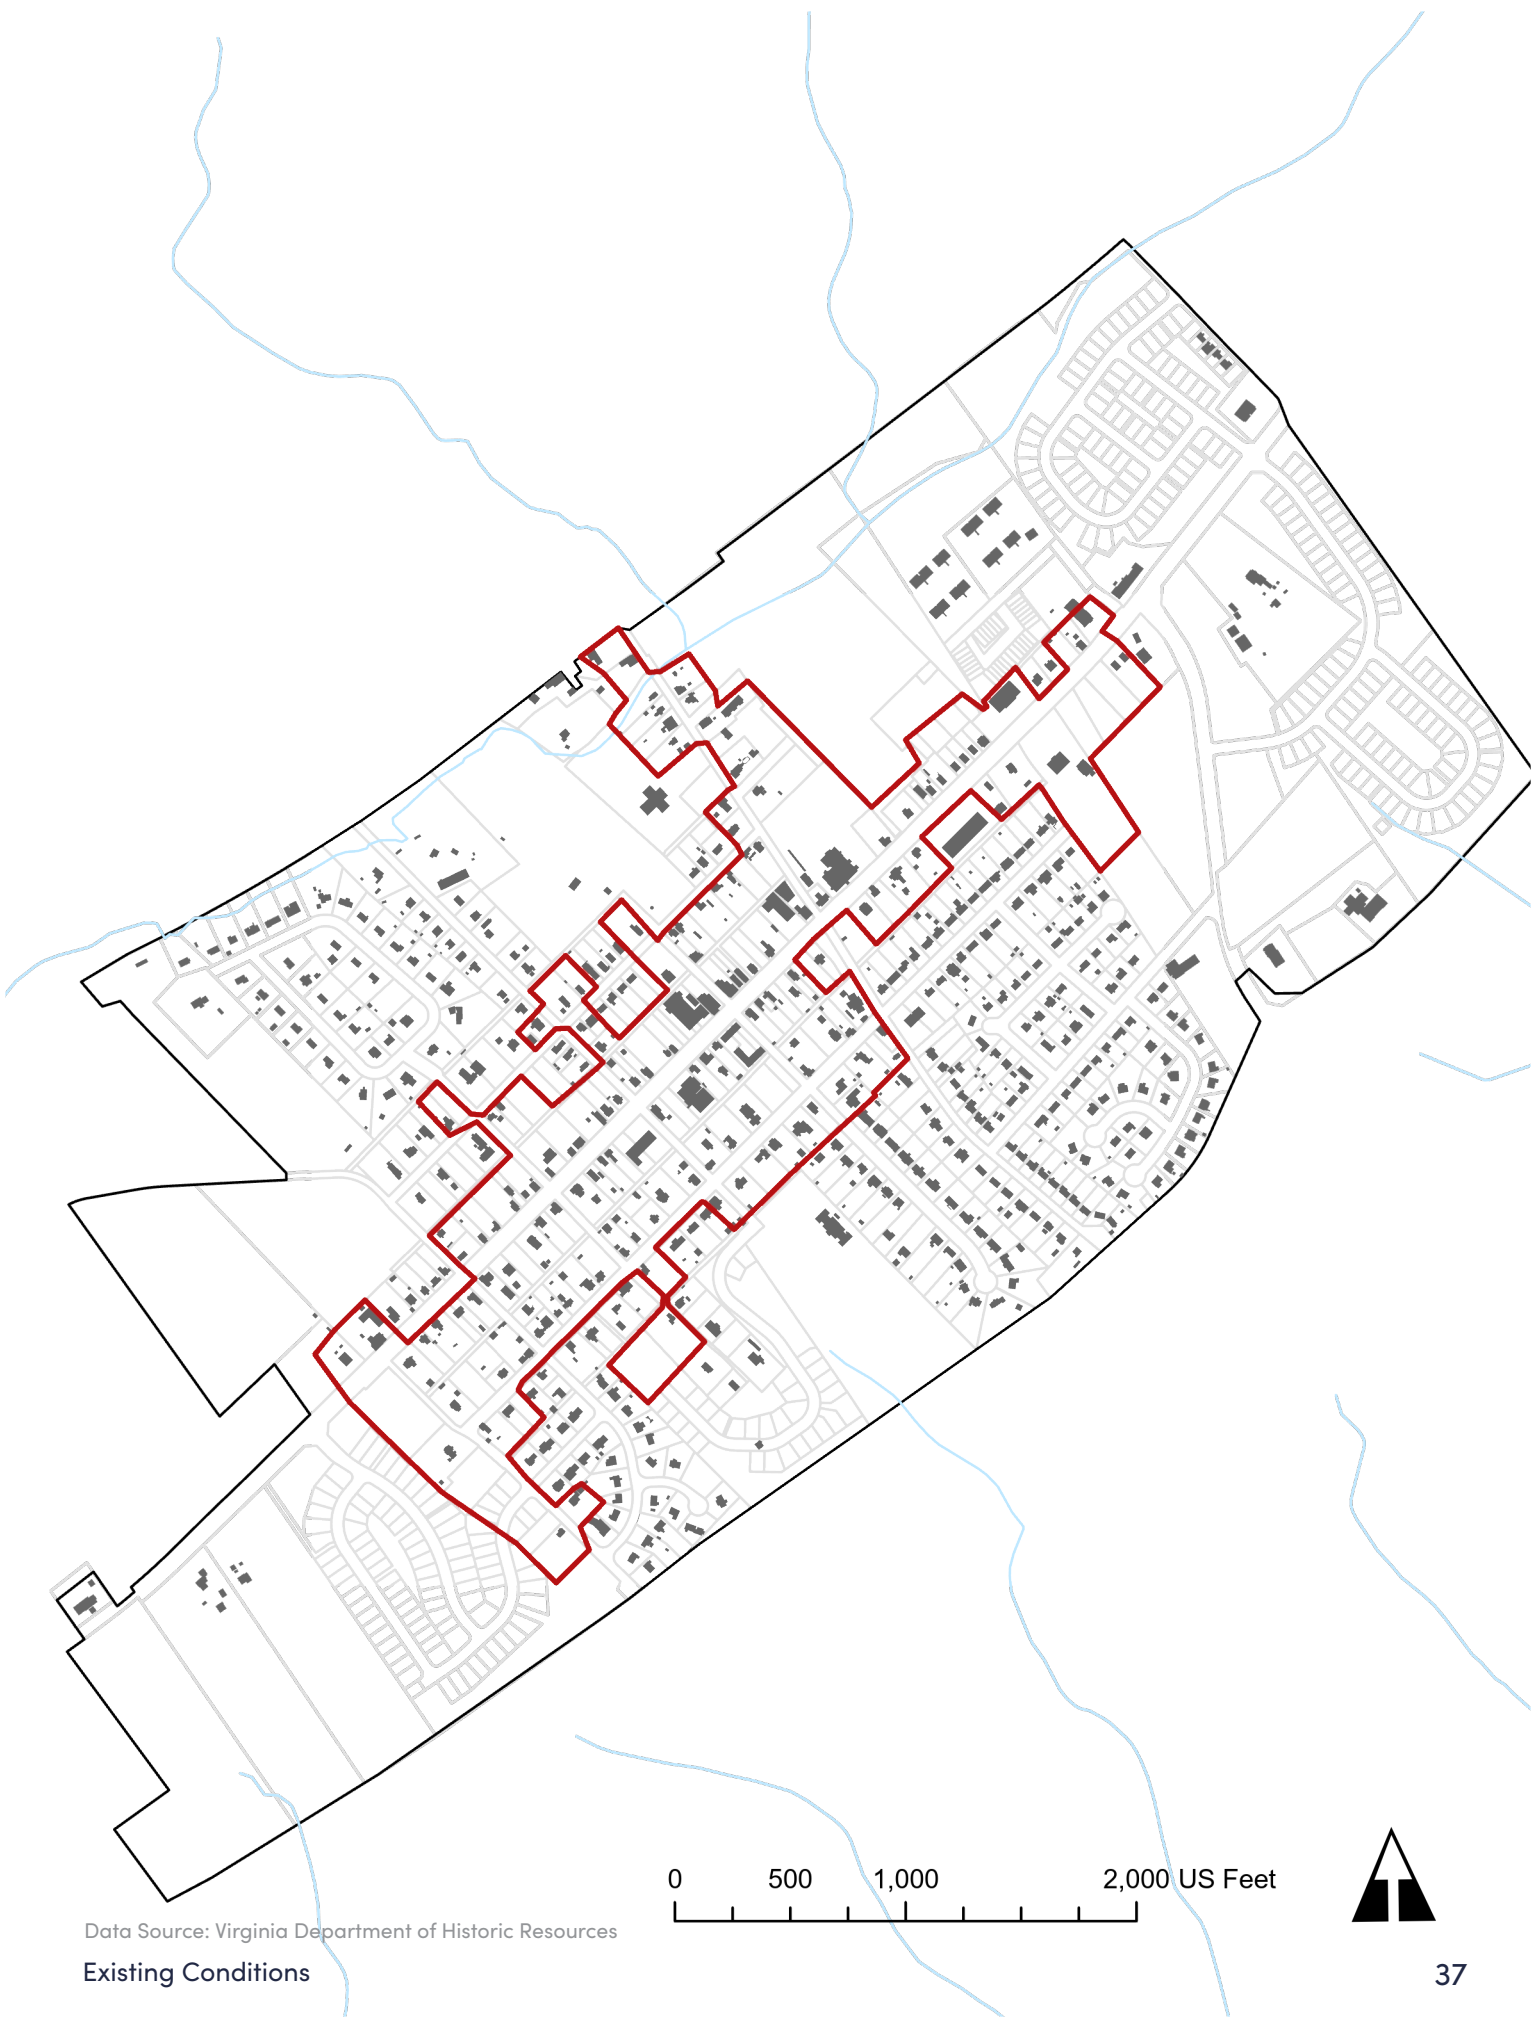 0 500 1,000 2,000 US Feet
Data Source: Virginia Department of Historic Resources
Existing Conditions
37